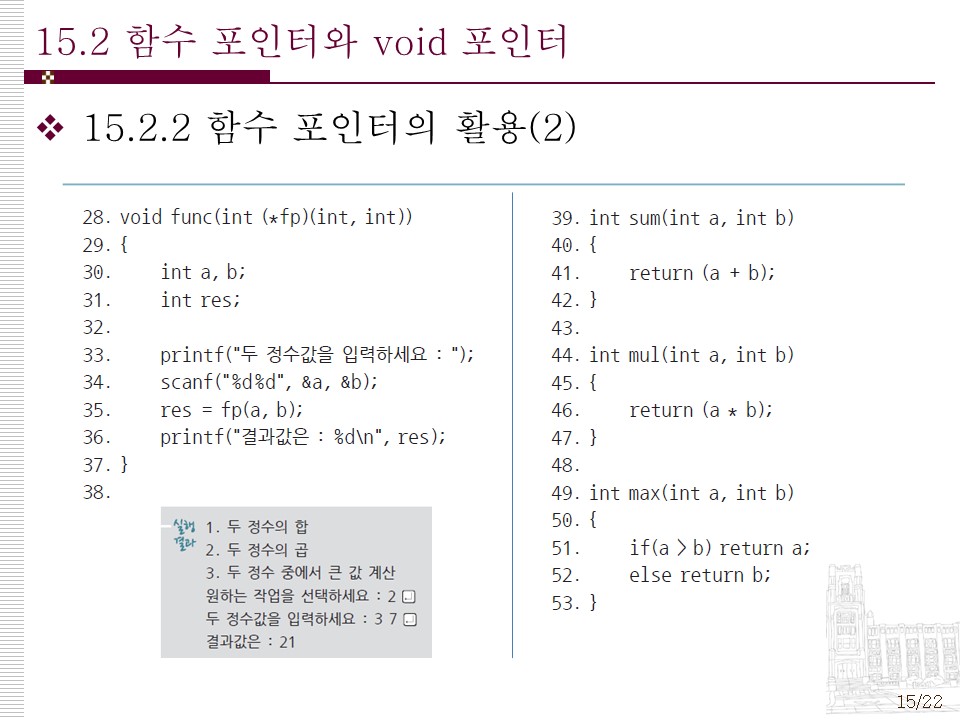 15.2 함수 포인터와 void 포인터
❖ 15.2.2 함수 포인터의 활용(2)
28. void func(int (*fp)(int, int))
29. {
30.     int a, b;
31.     int res;
32.
33.     printf("두 정수값을 입력하세요 : ");
34.     scanf("%d%d", &a, &b);
35.     res = fp(a, b);
36.     printf("결과값은 : %d\n", res);
37. }
38.
실행
결과
1. 두 정수의 합
2. 두 정수의 곱
3. 두 정수 중에서 큰 값 계산
원하는 작업을 선택하세요 : 2
두 정수값을 입력하세요 : 3 7
결과값은 : 21
39. int sum(int a, int b)
40. {
41.     return (a + b);
42. }
43.
44. int mul(int a, int b)
45. {
46.     return (a * b);
47. }
48.
49. int max(int a, int b)
50. {
51.     if(a > b) return a;
52.     else return b;
53. }
15/22